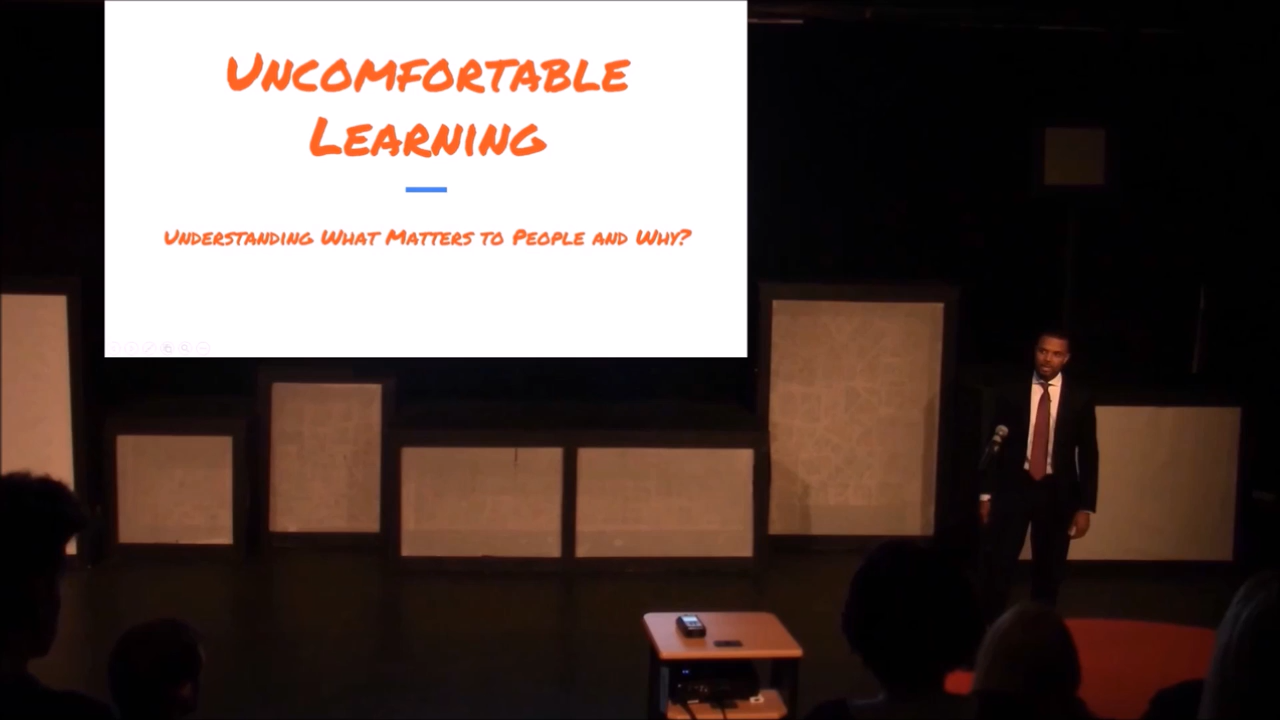 Uncomfortable
Learning
Understanding What Matters to People and Why?